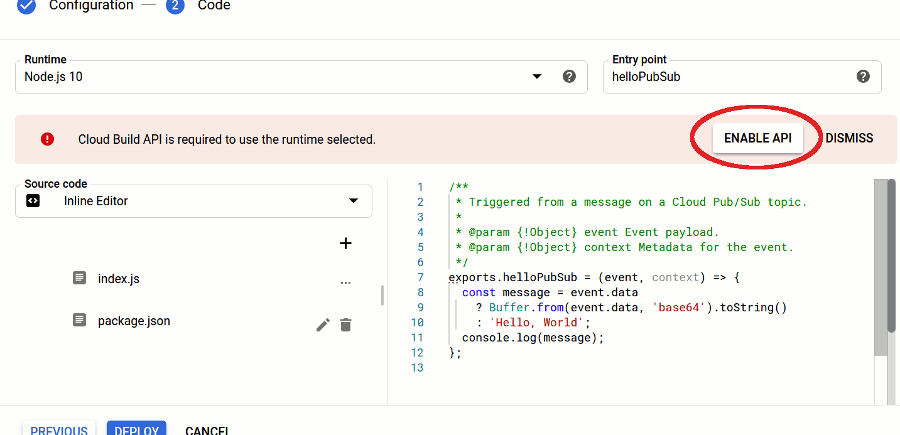 Configuration — 2 Code
Runtime
Node.js 10
Entry point
helloPubSub
Cloud Build API is required to use the runtime selected.
ENABLE API
DISMISS
Source code
Inline Editor
+
index.js
...
package.json
1 /**
2 * Triggered from a message on a Cloud Pub/Sub topic.
3 *
4 * @param {!Object} event Event payload.
5 * @param {!Object} context Metadata for the event.
6 */
7 exports.helloPubSub = (event, context) => {
8 const message = event.data
9 ? Buffer.from(event.data, 'base64').toString()
10 : 'Hello, World';
11 console.log(message);
12 };
13
PREVIOUS
DEPLOY
CANCEL